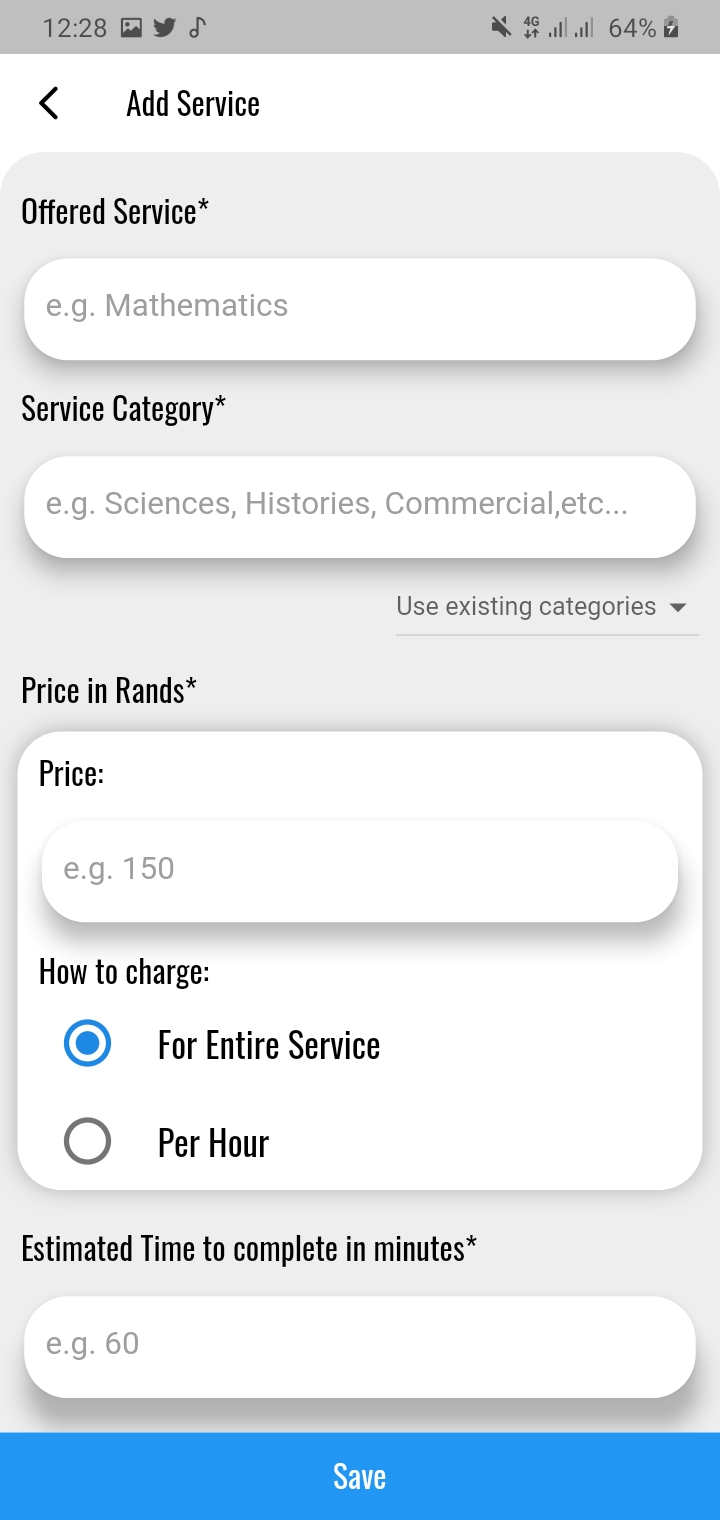 12:28 4G 64%
Add Service
Offered Service*
e.g. Mathematics
Service Category*
e.g. Sciences, Histories, Commercial,etc...
Use existing categories
Price in Rands*
Price:
e.g. 150
How to charge:
For Entire Service
Per Hour
Estimated Time to complete in minutes*
e.g. 60
Save